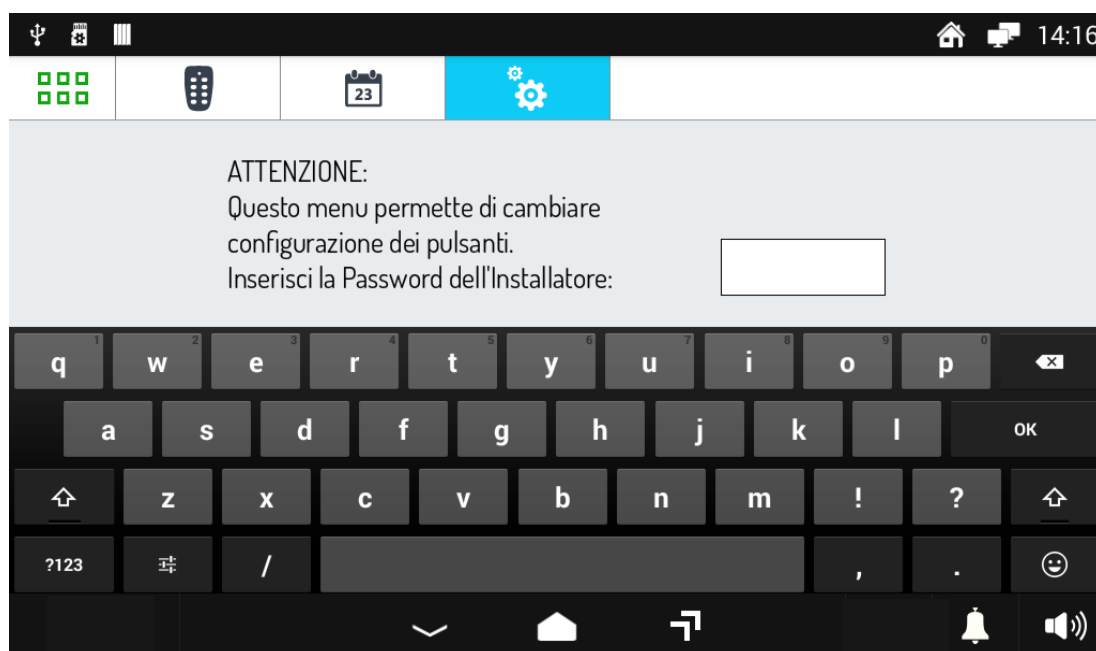 14:16
23
ATTENZIONE:
Questo menu permette di cambiare
configurazione dei pulsanti.
Inserisci la Password dell'Installatore:
1 2 3 4 5 6 7 8 9 0
q w e r t y u i o p
a s d f g h j k l OK
z x c v b n m ! ?
?123 / , .